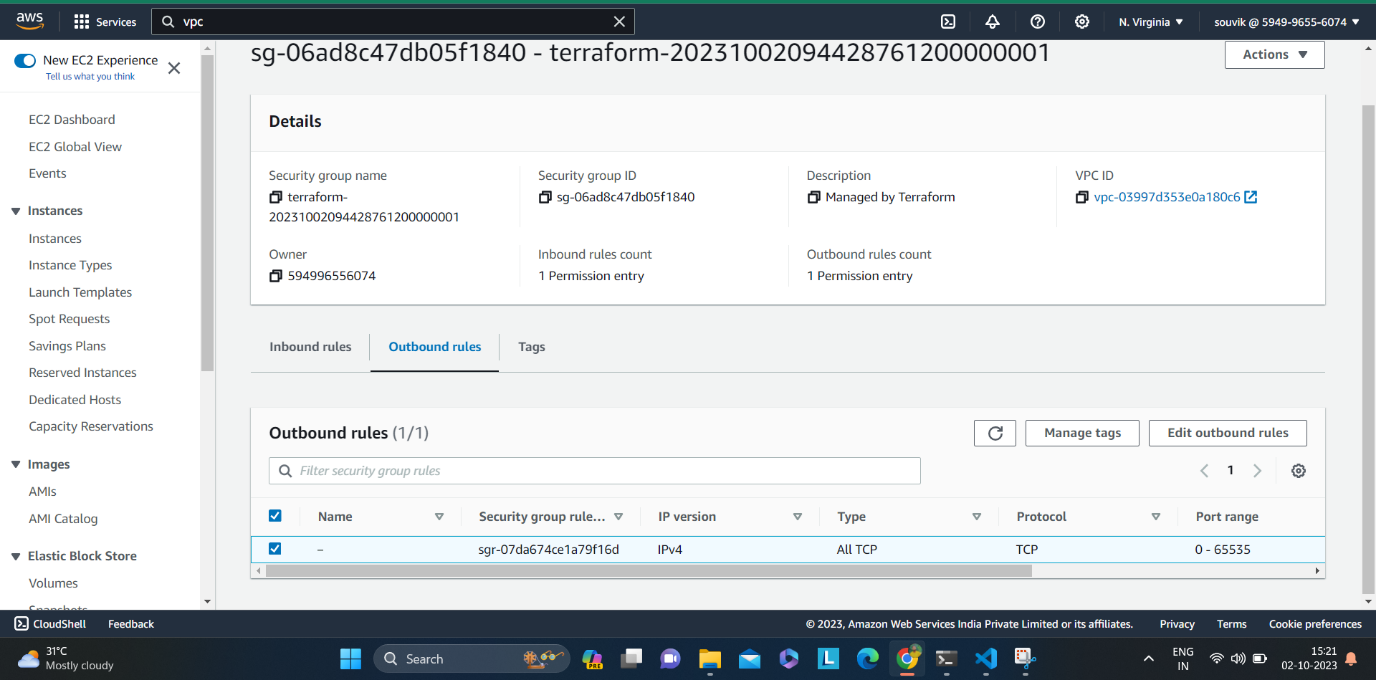 aws Services vpc N. Virginia souvik @ 5949-9655-6074
New EC2 Experience
Tell us what you think
EC2 Dashboard
EC2 Global View
Events
Instances
Instances
Instance Types
Launch Templates
Spot Requests
Savings Plans
Reserved Instances
Dedicated Hosts
Capacity Reservations
Images
AMIs
AMI Catalog
Elastic Block Store
Volumes
Snapshots
sg-06ad8c47db05f1840 - terraform-20231002094428761200000001
Actions
Details
Security group name
terraform-
20231002094428761200000001
Security group ID
sg-06ad8c47db05f1840
Description
Managed by Terraform
VPC ID
vpc-03997d353e0a180c6
Owner
594996556074
Inbound rules count
1 Permission entry
Outbound rules count
1 Permission entry
Inbound rules Outbound rules Tags
Outbound rules (1/1)
Manage tags Edit outbound rules
Filter security group rules
1
Name Security group rule... IP version Type Protocol Port range
– sgr-07da674ce1a79f16d IPv4 All TCP TCP 0 - 65535
CloudShell Feedback © 2023, Amazon Web Services India Private Limited or its affiliates. Privacy Terms Cookie preferences
31°C
Mostly cloudy
Search
PRE
L
ENG
IN
15:21
02-10-2023